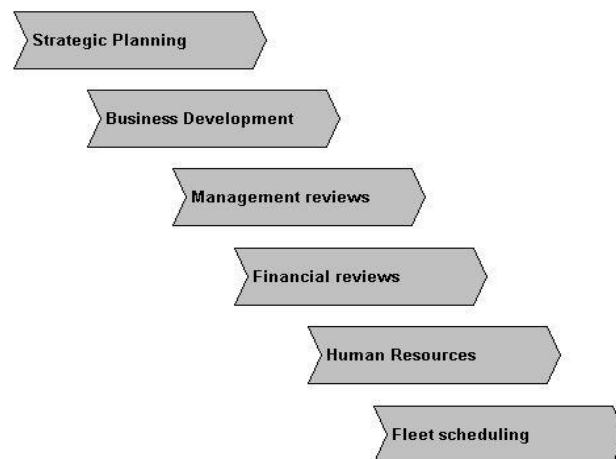 Strategic Planning
Business Development
Management reviews
Financial reviews
Human Resources
Fleet scheduling